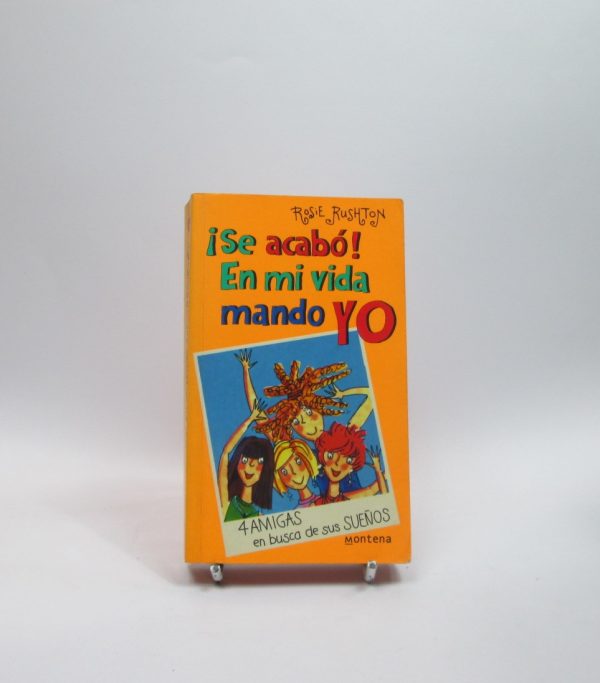 Rosie Rushton
¡Se acabó!
En mi vida
mando YO
4 AMIGAS
en busca de sus SUEÑOS
Montena